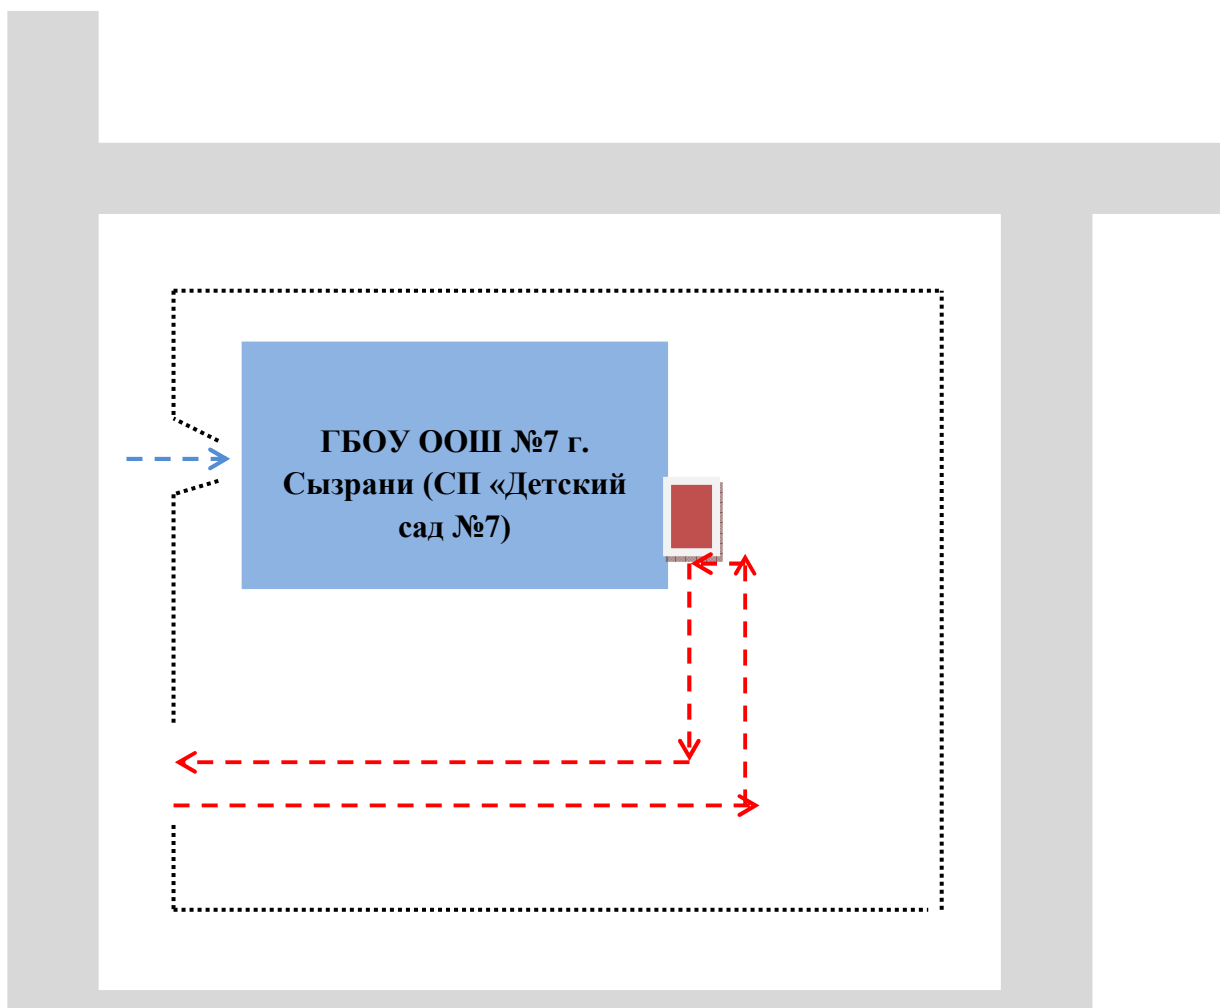 ГБОУ ООШ №7 г.
Сызрани (СП «Детский
сад №7)